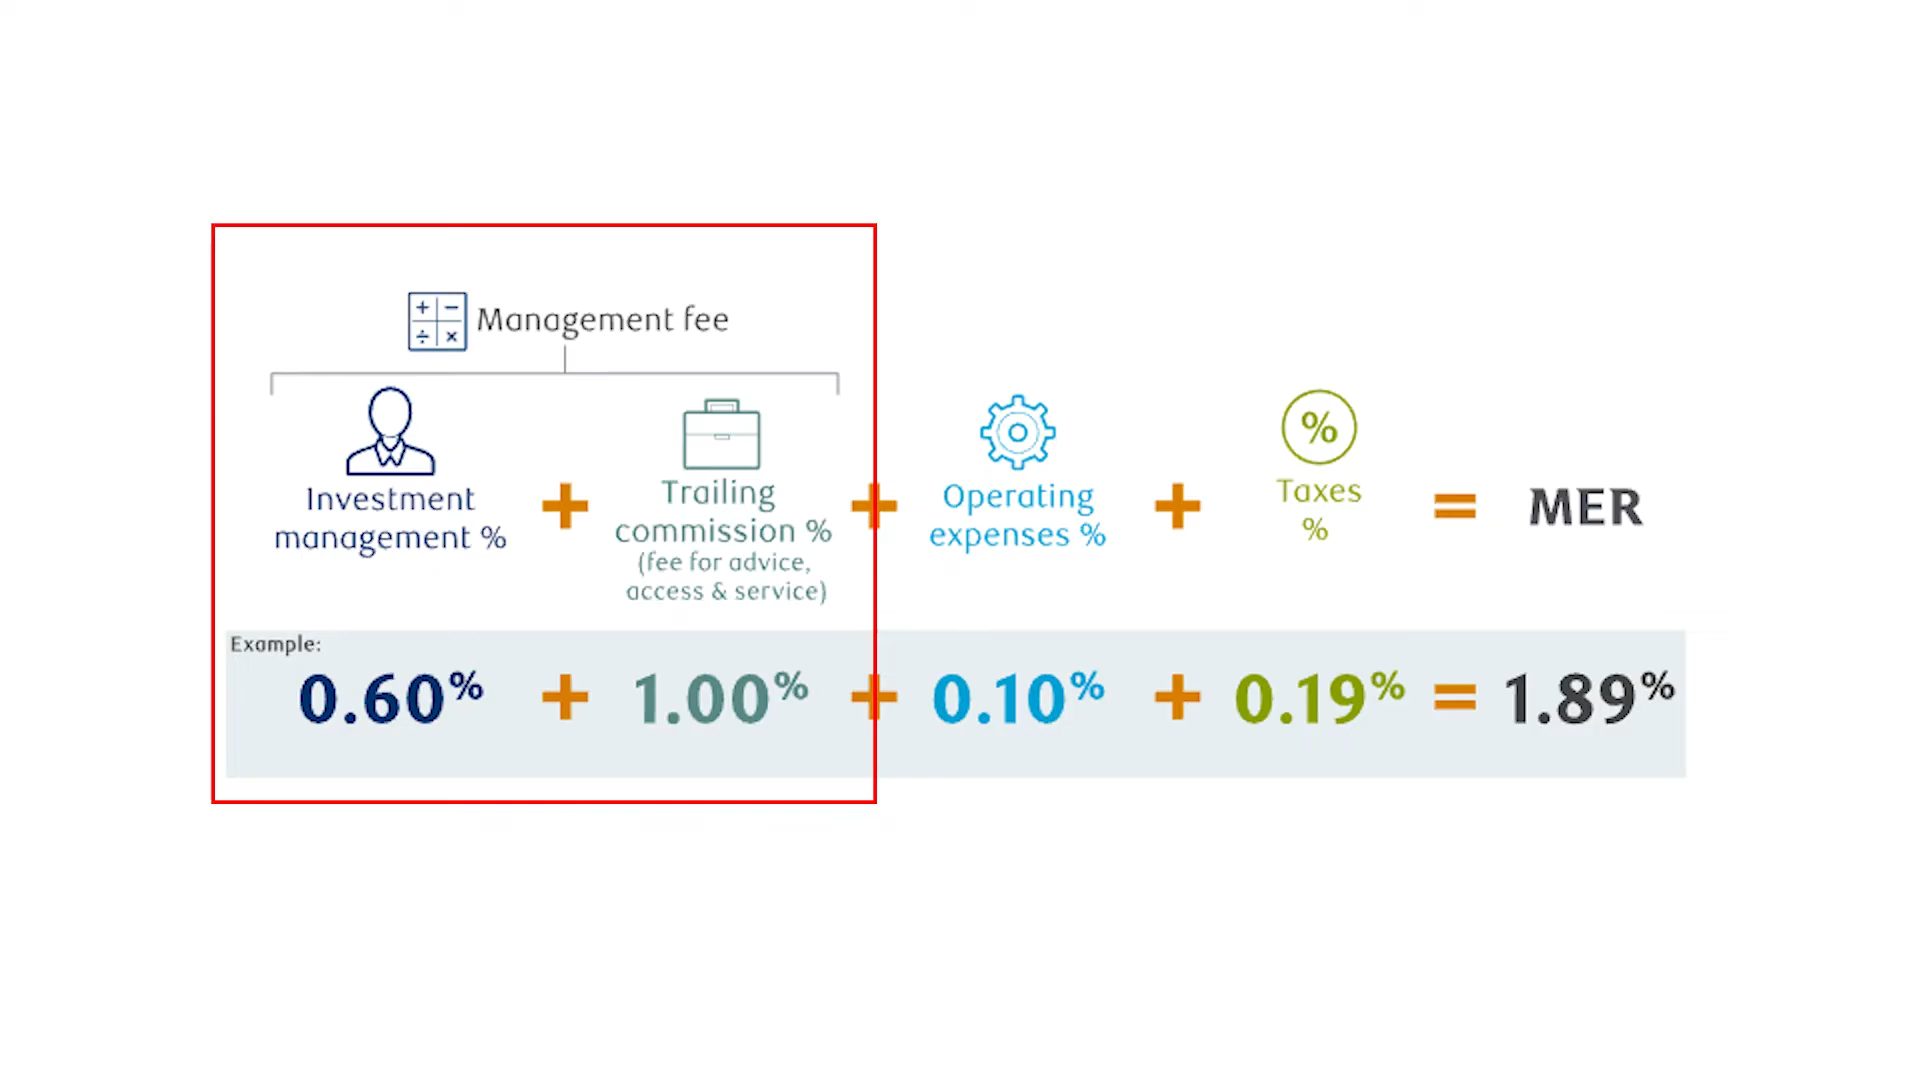 Management fee
Investment
management %
+
Trailing
commission %
(fee for advice,
access & service)
+
Operating
expenses %
+
Taxes
%
=
MER
Example:
0.60% + 1.00% + 0.10% + 0.19% = 1.89%